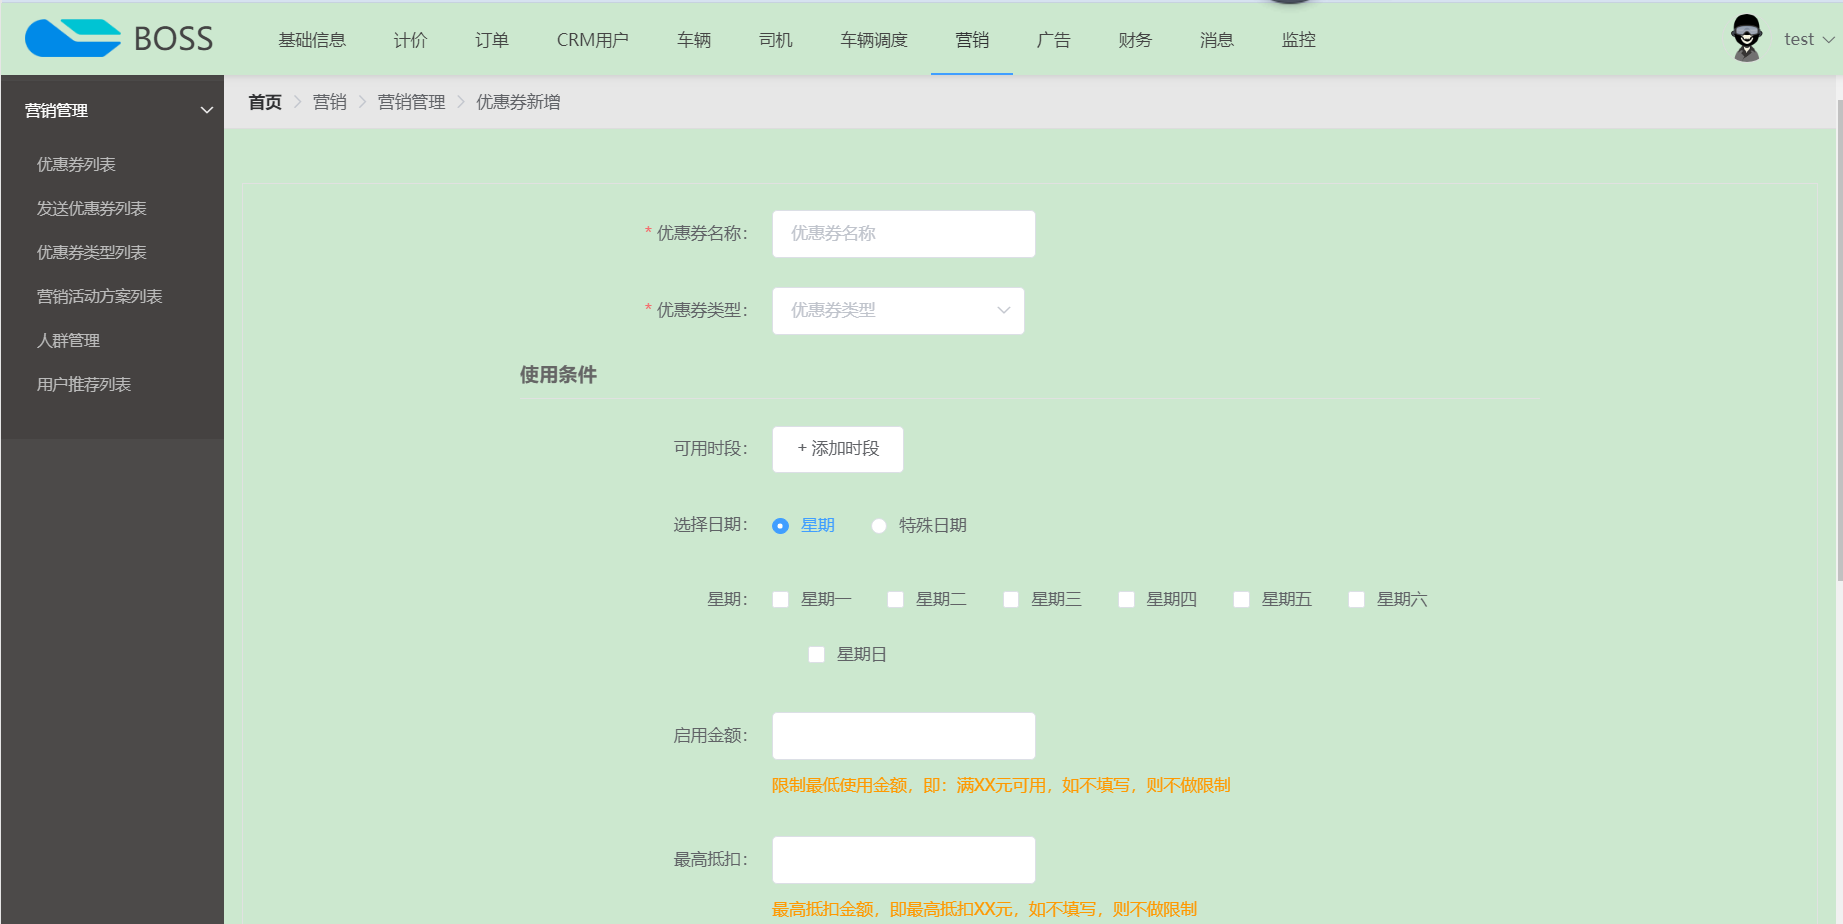 BOSS
基础信息 计价 订单 CRM用户 车辆 司机 车辆调度 营销 广告 财务 消息 监控 test
营销管理
优惠券列表
发送优惠券列表
优惠券类型列表
营销活动方案列表
人群管理
用户推荐列表
首页 > 营销 > 营销管理 > 优惠券新增
* 优惠券名称： 优惠券名称
* 优惠券类型： 优惠券类型
使用条件
可用时段： + 添加时段
选择日期： 星期 特殊日期
星期： 星期一 星期二 星期三 星期四 星期五 星期六
星期日
启用金额：
限制最低使用金额，即：满XX元可用，如不填写，则不做限制
最高抵扣：
最高抵扣金额，即最高抵扣XX元，如不填写，则不做限制